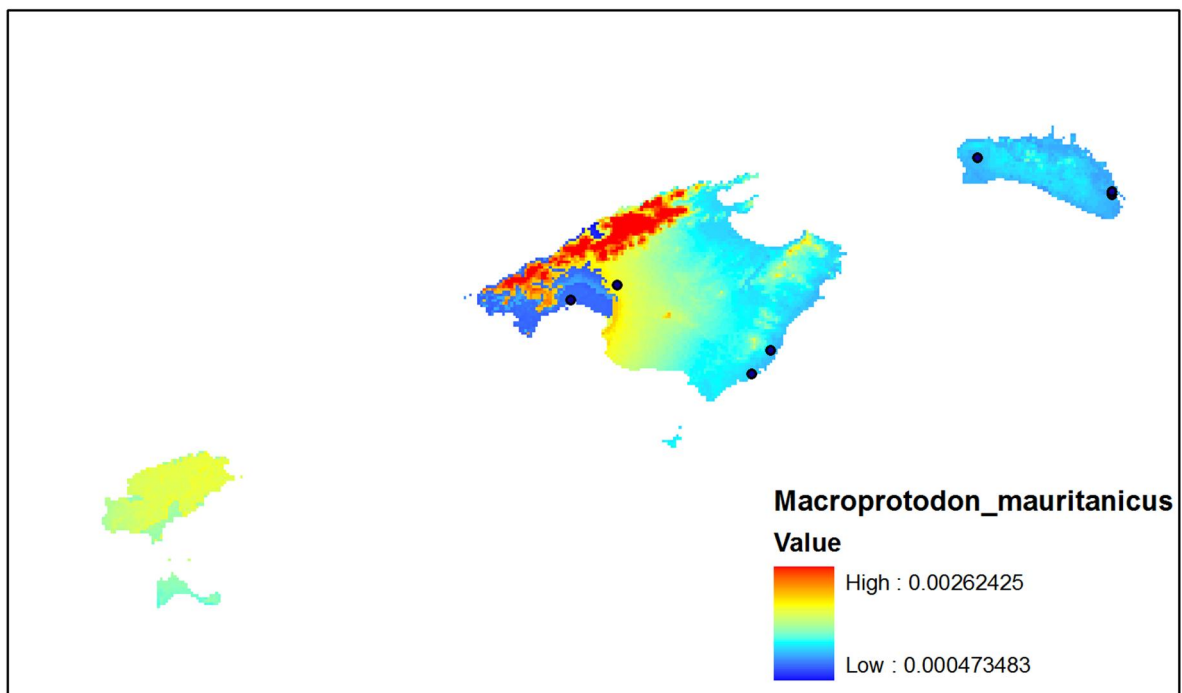 Macroprotodon_mauritanicus
Value
High : 0.00262425
Low : 0.000473483